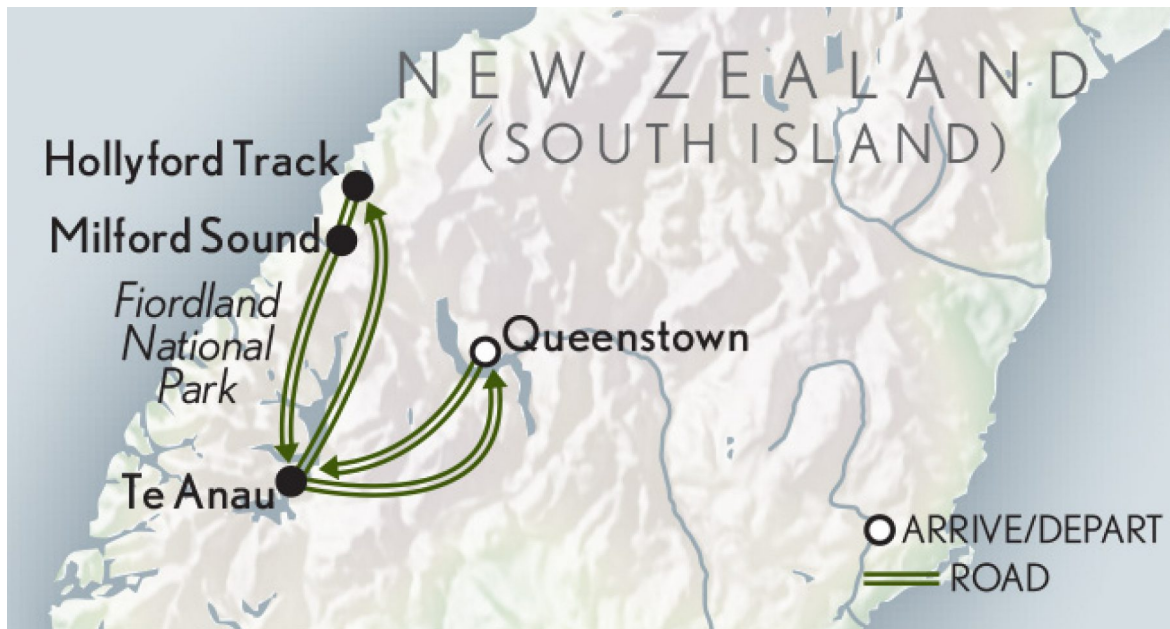 NEW ZEALAND
(SOUTH ISLAND)
Hollyford Track
Milford Sound
Fiordland
National
Park
Queenstown
Te Anau
ARRIVE/DEPART
ROAD